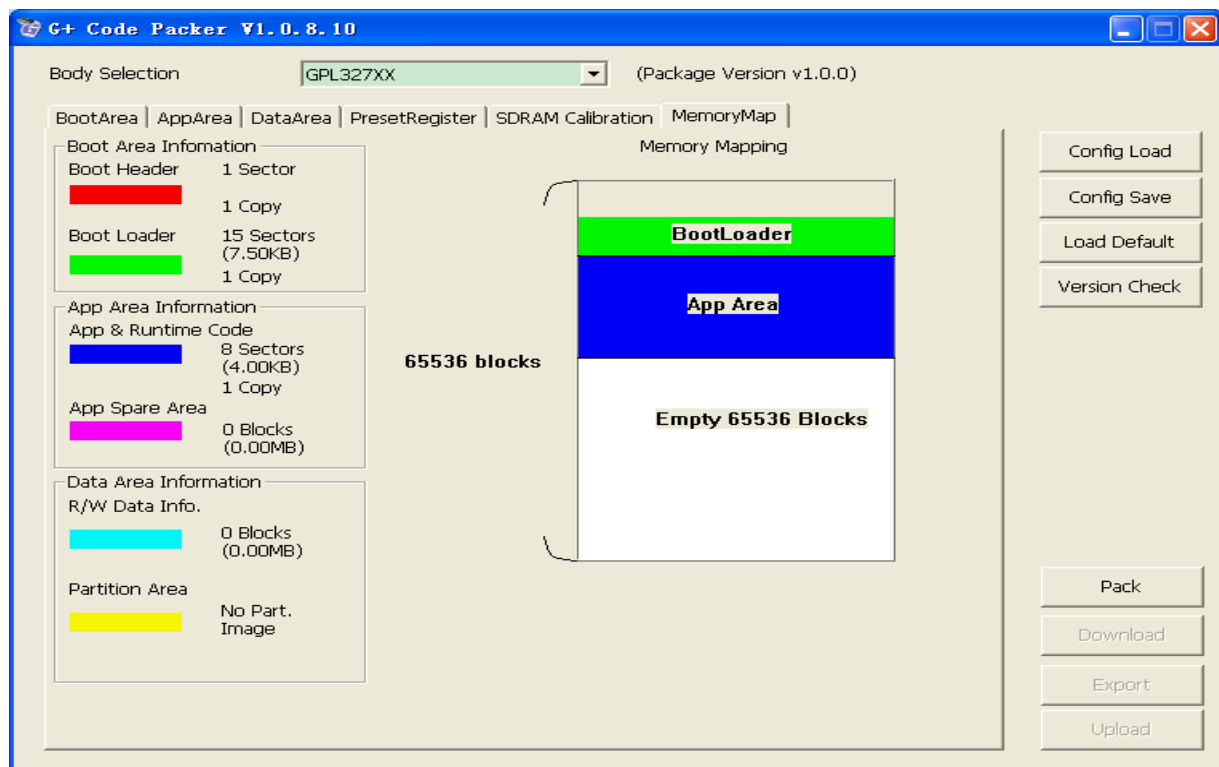 G+ Code Packer V1.0.8.10
Body Selection GPL327XX (Package Version v1.0.0)
BootArea AppArea DataArea PresetRegister SDRAM Calibration MemoryMap
Boot Area Infomation
Boot Header 1 Sector
1 Copy
Boot Loader 15 Sectors
(7.50KB)
1 Copy
App Area Information
App & Runtime Code
8 Sectors
(4.00KB)
1 Copy
App Spare Area
0 Blocks
(0.00MB)
Data Area Information
R/W Data Info.
0 Blocks
(0.00MB)
Partition Area
No Part.
Image
Memory Mapping
BootLoader
App Area
65536 blocks
Empty 65536 Blocks
Config Load
Config Save
Load Default
Version Check
Pack
Download
Export
Upload